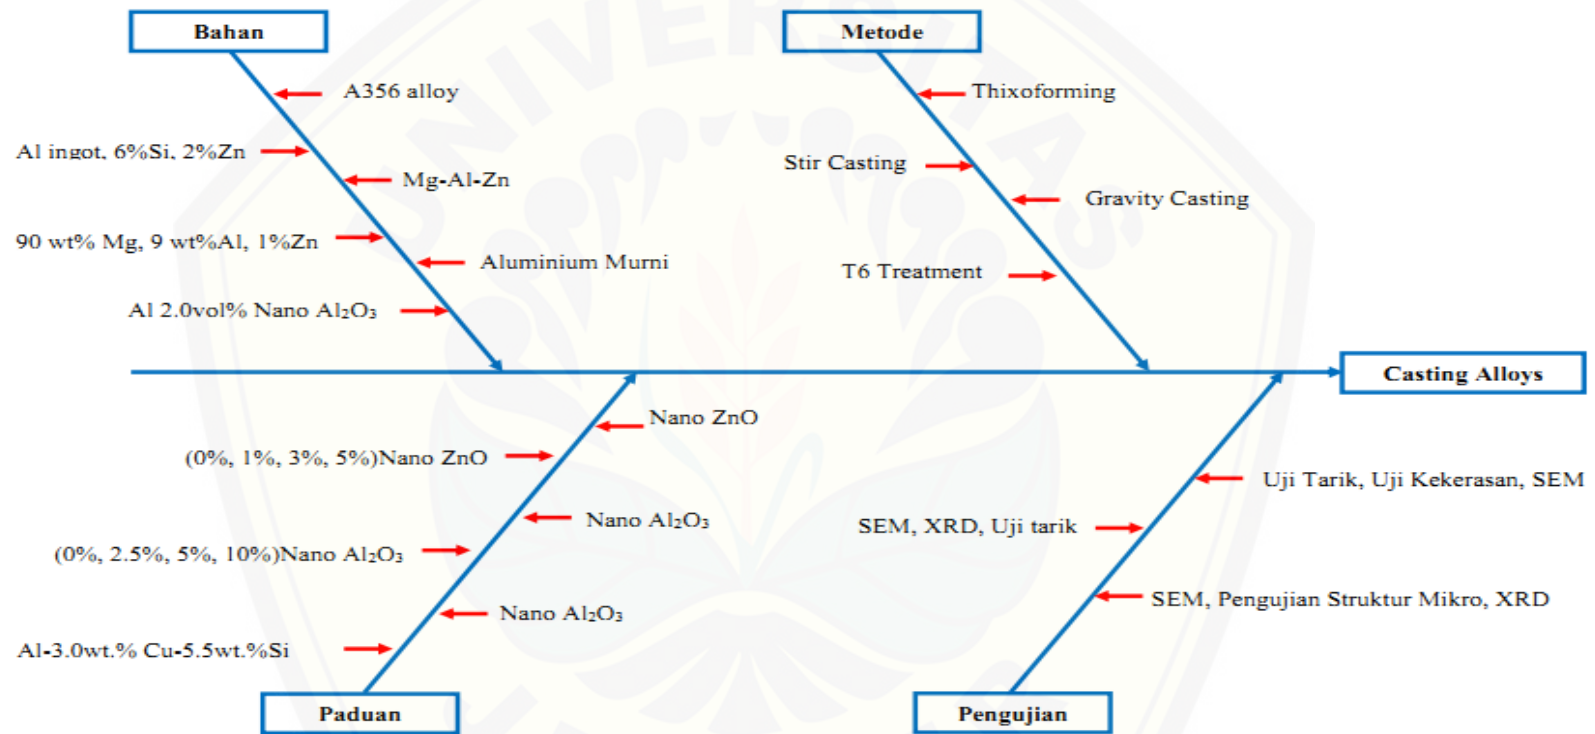 Bahan
Metode
A356 alloy
Thixoforming
Al ingot, 6%Si, 2%Zn
Stir Casting
Mg-Al-Zn
Gravity Casting
90 wt% Mg, 9 wt%Al, 1%Zn
Aluminium Murni
T6 Treatment
Al 2.0vol% Nano Al₂O₃
Casting Alloys
Nano ZnO
(0%, 1%, 3%, 5%)Nano ZnO
Uji Tarik, Uji Kekerasan, SEM
Nano Al₂O₃
SEM, XRD, Uji tarik
(0%, 2.5%, 5%, 10%)Nano Al₂O₃
SEM, Pengujian Struktur Mikro, XRD
Nano Al₂O₃
Al-3.0wt.% Cu-5.5wt.%Si
Paduan
Pengujian
UNIVERSITAS